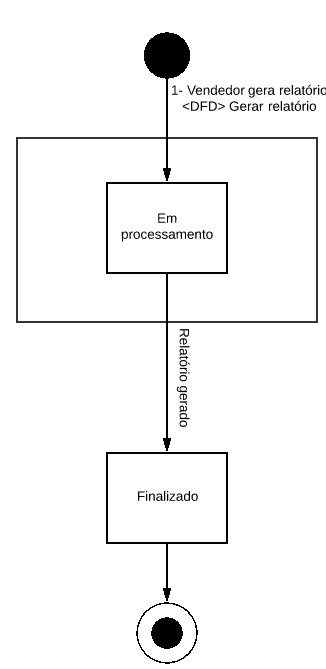 1- Vendedor gera relatório
<DFD> Gerar relatório
Em
processamento
Relatório gerado
Finalizado